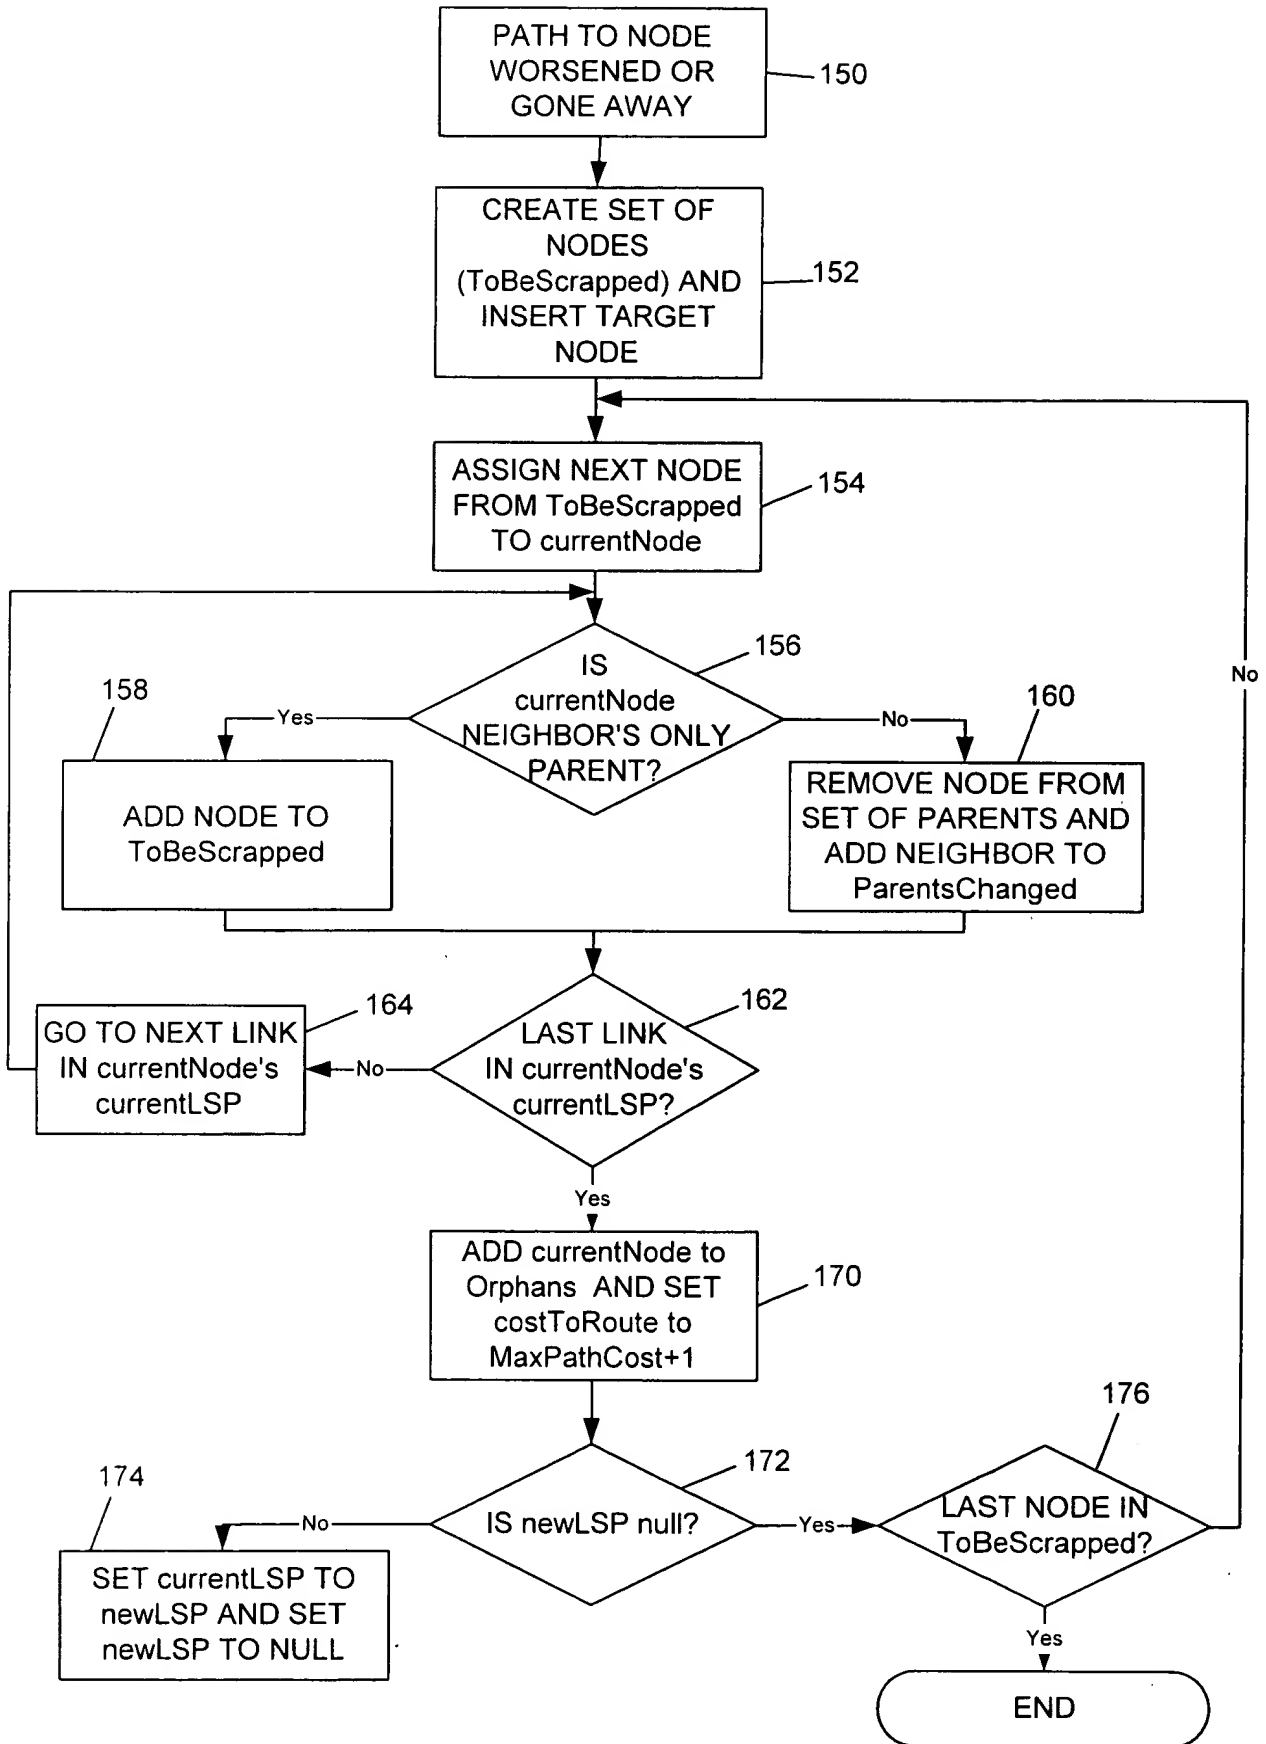 PATH TO NODE
WORSENED OR
GONE AWAY
150
CREATE SET OF
NODES
(ToBeScrapped) AND
INSERT TARGET
NODE
152
ASSIGN NEXT NODE
FROM ToBeScrapped
TO currentNode
154
IS
currentNode
NEIGHBOR'S ONLY
PARENT?
156
No
158
Yes
No
160
ADD NODE TO
ToBeScrapped
REMOVE NODE FROM
SET OF PARENTS AND
ADD NEIGHBOR TO
ParentsChanged
164
GO TO NEXT LINK
IN currentNode's
currentLSP
No
LAST LINK
IN currentNode's
currentLSP?
162
Yes
ADD currentNode to
Orphans AND SET
costToRoute to
MaxPathCost+1
170
174
No
IS newLSP null?
172
Yes
176
LAST NODE IN
ToBeScrapped?
SET currentLSP TO
newLSP AND SET
newLSP TO NULL
Yes
END